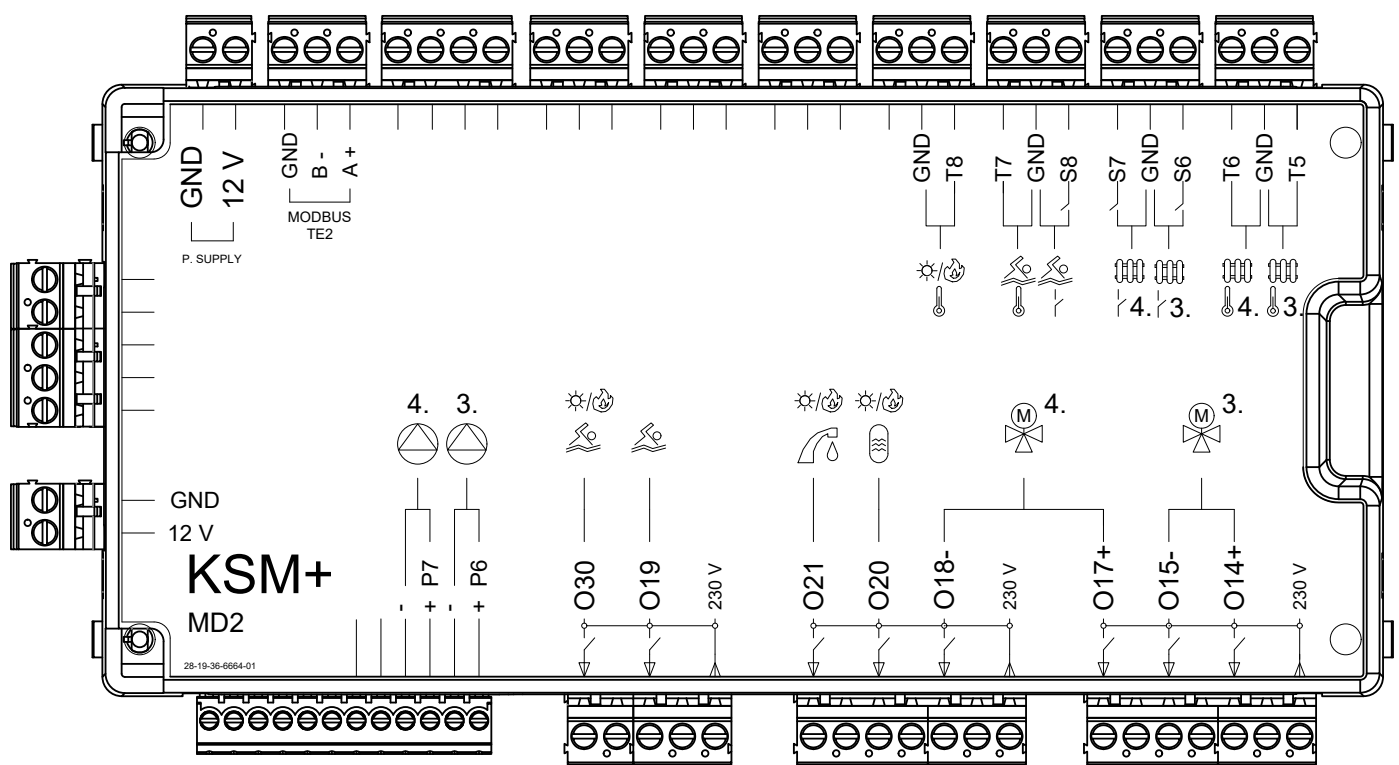 GND
12 V
P. SUPPLY
GND
B -
A +
MODBUS
TE2
GND
T8
T7
GND
S8
S7
GND
S6
T6
GND
T5
4.
3.
4.
3.
4.
3.
4.
3.
M
M
GND
12 V
KSM+
MD2
28-19-36-6664-01
-
+ P7
-
+ P6
O30
O19
230 V
O21
O20
O18-
230 V
O17+
O15-
O14+
230 V